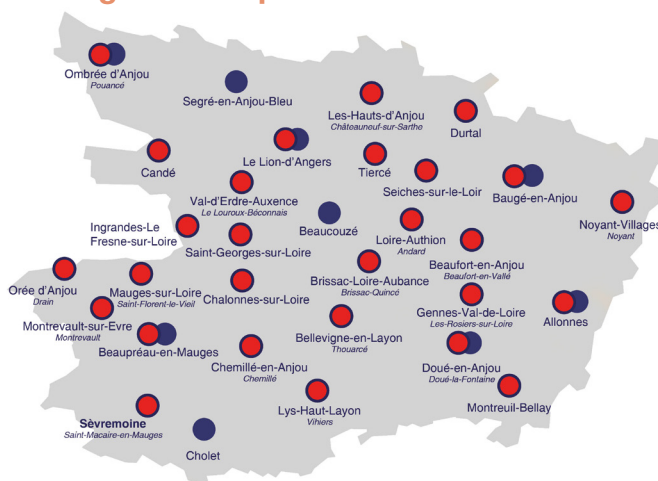 Ombrée d'Anjou
Pouancé
Segré-en-Anjou-Bleu
Les-Hauts-d'Anjou
Châteauneuf-sur-Sarthe
Durtal
Candé
Le Lion-d'Angers
Tiercé
Seiches-sur-le-Loir
Baugé-en-Anjou
Val-d'Erdre-Auxence
Le Louroux-Béconnais
Noyant-Villages
Noyant
Ingrandes-Le
Fresne-sur-Loire
Beaucouzé
Loire-Authion
Andard
Saint-Georges-sur-Loire
Beaufort-en-Anjou
Beaufort-en-Vallé
Orée d'Anjou
Drain
Mauges-sur-Loire
Saint-Florent-le-Vieil
Chalonnes-sur-Loire
Brissac-Loire-Aubance
Brissac-Quincé
Gennes-Val-de-Loire
Les-Rosiers-sur-Loire
Allonnes
Montrevault-sur-Evre
Montrevault
Bellevigne-en-Layon
Thouarcé
Beaupréau-en-Mauges
Chemillé-en-Anjou
Chemillé
Doué-en-Anjou
Doué-la-Fontaine
Montreuil-Bellay
Lys-Haut-Layon
Vihiers
Sèvremoine
Saint-Macaire-en-Mauges
Cholet